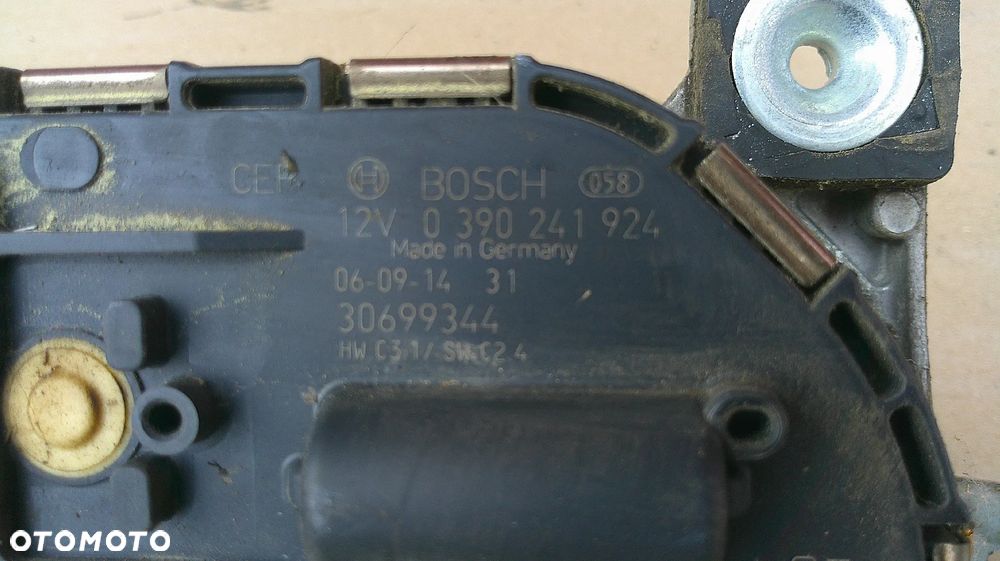 BOSCH 058
12V 0 390 241 924
Made in Germany
06-09-14 31
30699344
HW C3.1/ SW C2 4
OTOMOTO